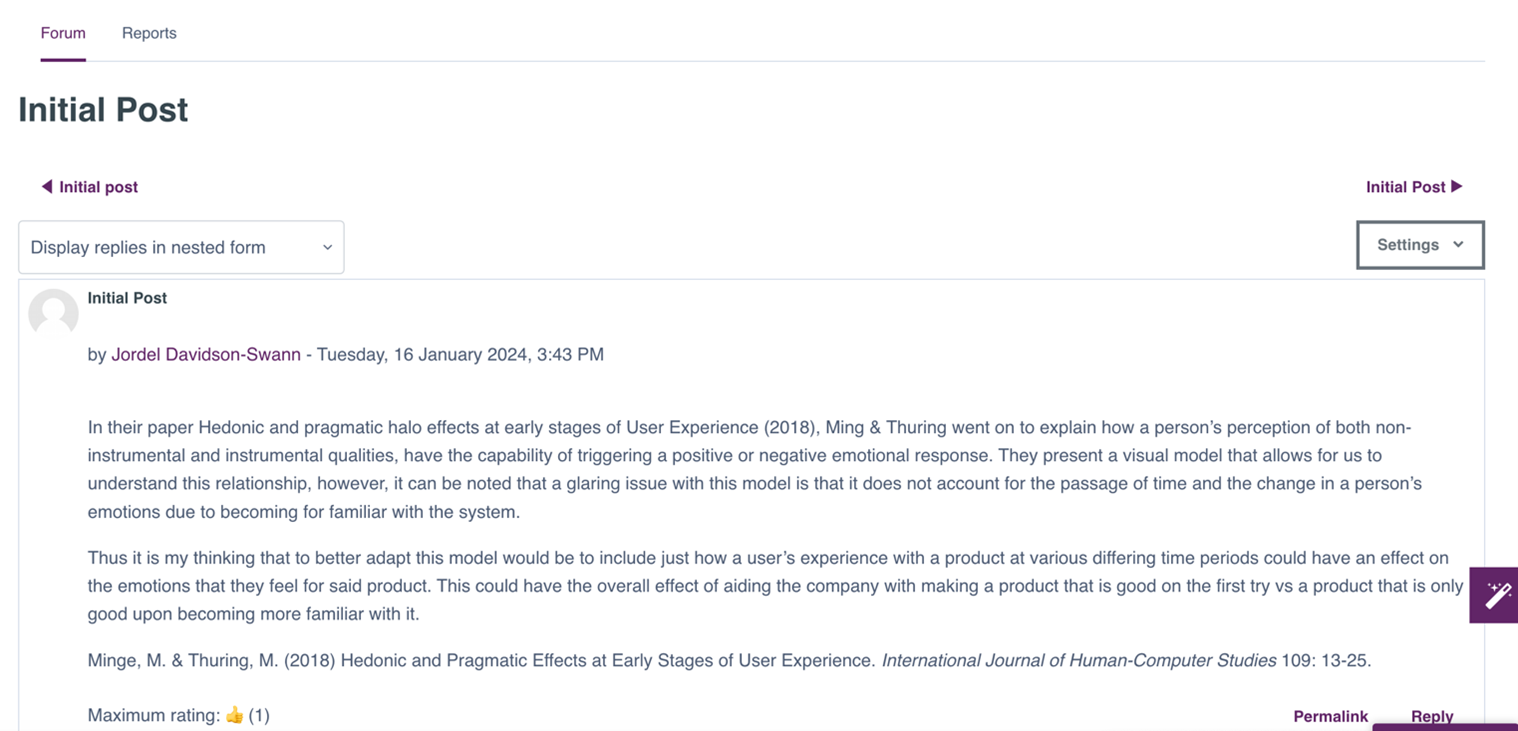 Forum Reports
Initial Post
Initial post
Initial Post
Display replies in nested form
Settings
Initial Post
by Jordel Davidson-Swann - Tuesday, 16 January 2024, 3:43 PM
In their paper Hedonic and pragmatic halo effects at early stages of User Experience (2018), Ming & Thuring went on to explain how a person’s perception of both non-
instrumental and instrumental qualities, have the capability of triggering a positive or negative emotional response. They present a visual model that allows for us to
understand this relationship, however, it can be noted that a glaring issue with this model is that it does not account for the passage of time and the change in a person’s
emotions due to becoming for familiar with the system.
Thus it is my thinking that to better adapt this model would be to include just how a user’s experience with a product at various differing time periods could have an effect on
the emotions that they feel for said product. This could have the overall effect of aiding the company with making a product that is good on the first try vs a product that is only
good upon becoming more familiar with it.
Minge, M. & Thuring, M. (2018) Hedonic and Pragmatic Effects at Early Stages of User Experience. International Journal of Human-Computer Studies 109: 13-25.
Maximum rating: 👍 (1)
Permalink Reply